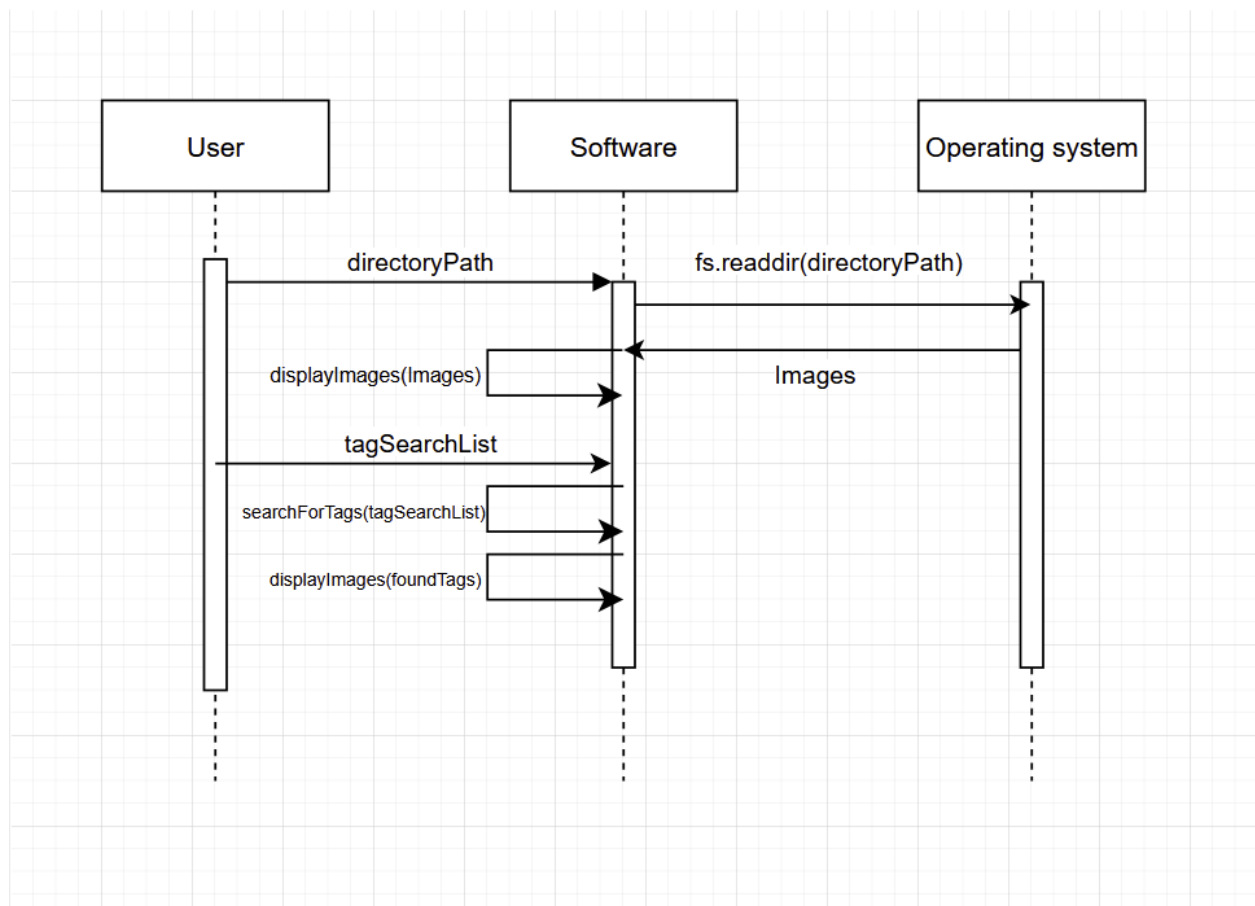 User
Software
Operating system
directoryPath
fs.readdir(directoryPath)
Images
displayImages(Images)
tagSearchList
searchForTags(tagSearchList)
displayImages(foundTags)